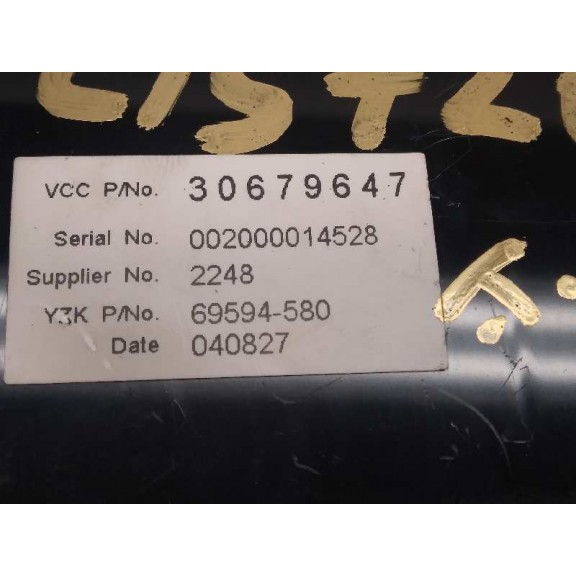 VCC P/No. 30679647
Serial No. 002000014528
Supplier No. 2248
Y3K P/No. 69594-580
Date 040827
K.